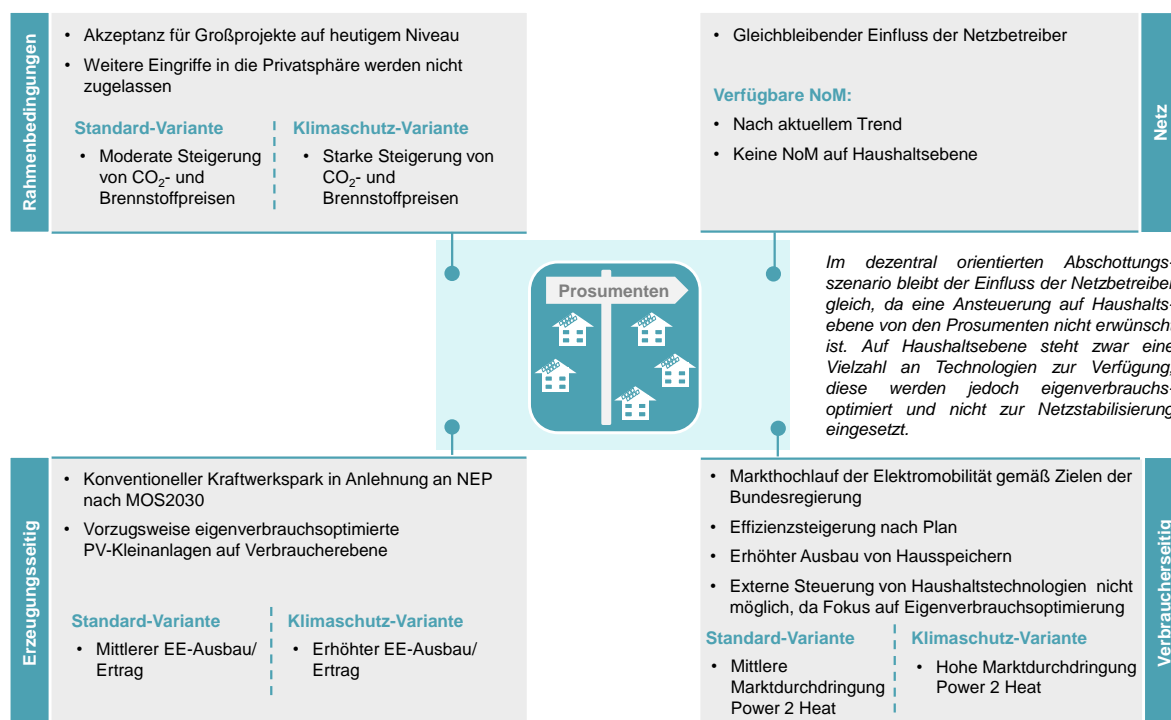 Rahmenbedingungen
• Akzeptanz für Großprojekte auf heutigem Niveau
• Weitere Eingriffe in die Privatsphäre werden nicht
zugelassen
Standard-Variante
• Moderate Steigerung
von CO₂- und
Brennstoffpreisen
Klimaschutz-Variante
• Starke Steigerung von
CO₂- und
Brennstoffpreisen
Netz
• Gleichbleibender Einfluss der Netzbetreiber
Verfügbare NoM:
• Nach aktuellem Trend
• Keine NoM auf Haushaltsebene
Prosumenten
Im dezentral orientierten Abschottungs-
szenario bleibt der Einfluss der Netzbetreiber
gleich, da eine Ansteuerung auf Haushalts-
ebene von den Prosumenten nicht erwünscht
ist. Auf Haushaltsebene steht zwar eine
Vielzahl an Technologien zur Verfügung,
diese werden jedoch eigenverbrauchs-
optimiert und nicht zur Netzstabilisierung
eingesetzt.
Erzeugungsseitig
• Konventioneller Kraftwerkspark in Anlehnung an NEP
nach MOS2030
• Vorzugsweise eigenverbrauchsoptimierte
PV-Kleinanlagen auf Verbraucherebene
Standard-Variante
• Mittlerer EE-Ausbau/
Ertrag
Klimaschutz-Variante
• Erhöhter EE-Ausbau/
Ertrag
Verbraucherseitig
• Markthochlauf der Elektromobilität gemäß Zielen der
Bundesregierung
• Effizienzsteigerung nach Plan
• Erhöhter Ausbau von Hausspeichern
• Externe Steuerung von Haushaltstechnologien nicht
möglich, da Fokus auf Eigenverbrauchsoptimierung
Standard-Variante
• Mittlere
Marktdurchdringung
Power 2 Heat
Klimaschutz-Variante
• Hohe Marktdurchdringung
Power 2 Heat